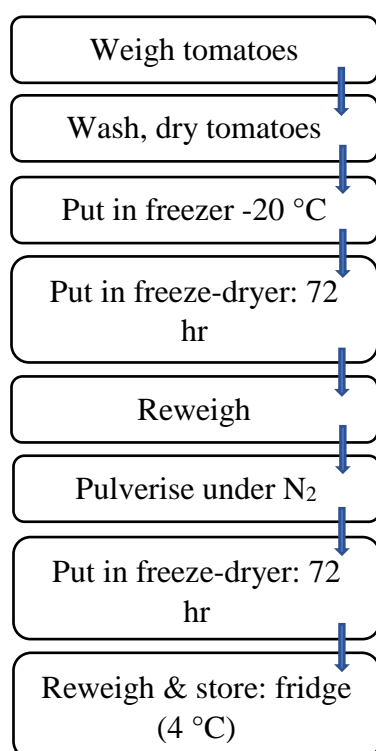 Weigh tomatoes
Wash, dry tomatoes
Put in freezer -20 °C
Put in freeze-dryer: 72
hr
Reweigh
Pulverise under N₂
Put in freeze-dryer: 72
hr
Reweigh & store: fridge
(4 °C)